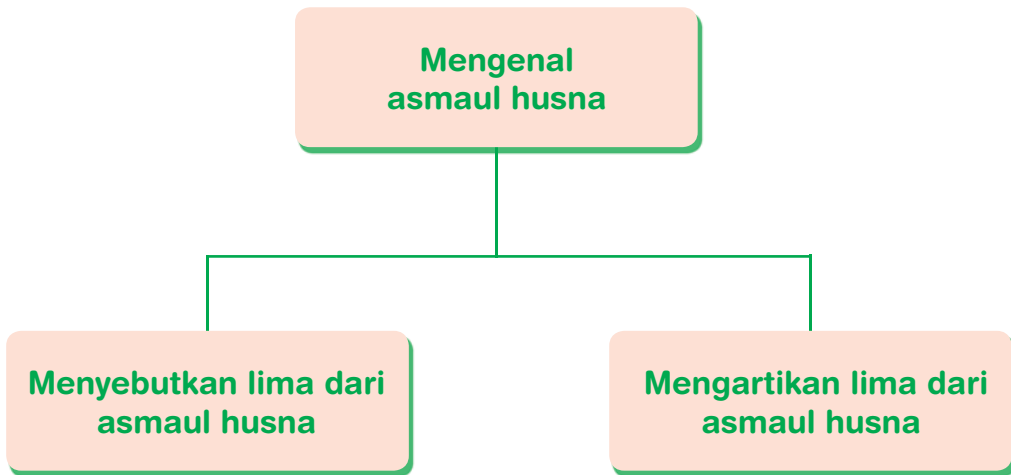 Mengenal
asmaul husna
Menyebutkan lima dari
asmaul husna
Mengartikan lima dari
asmaul husna